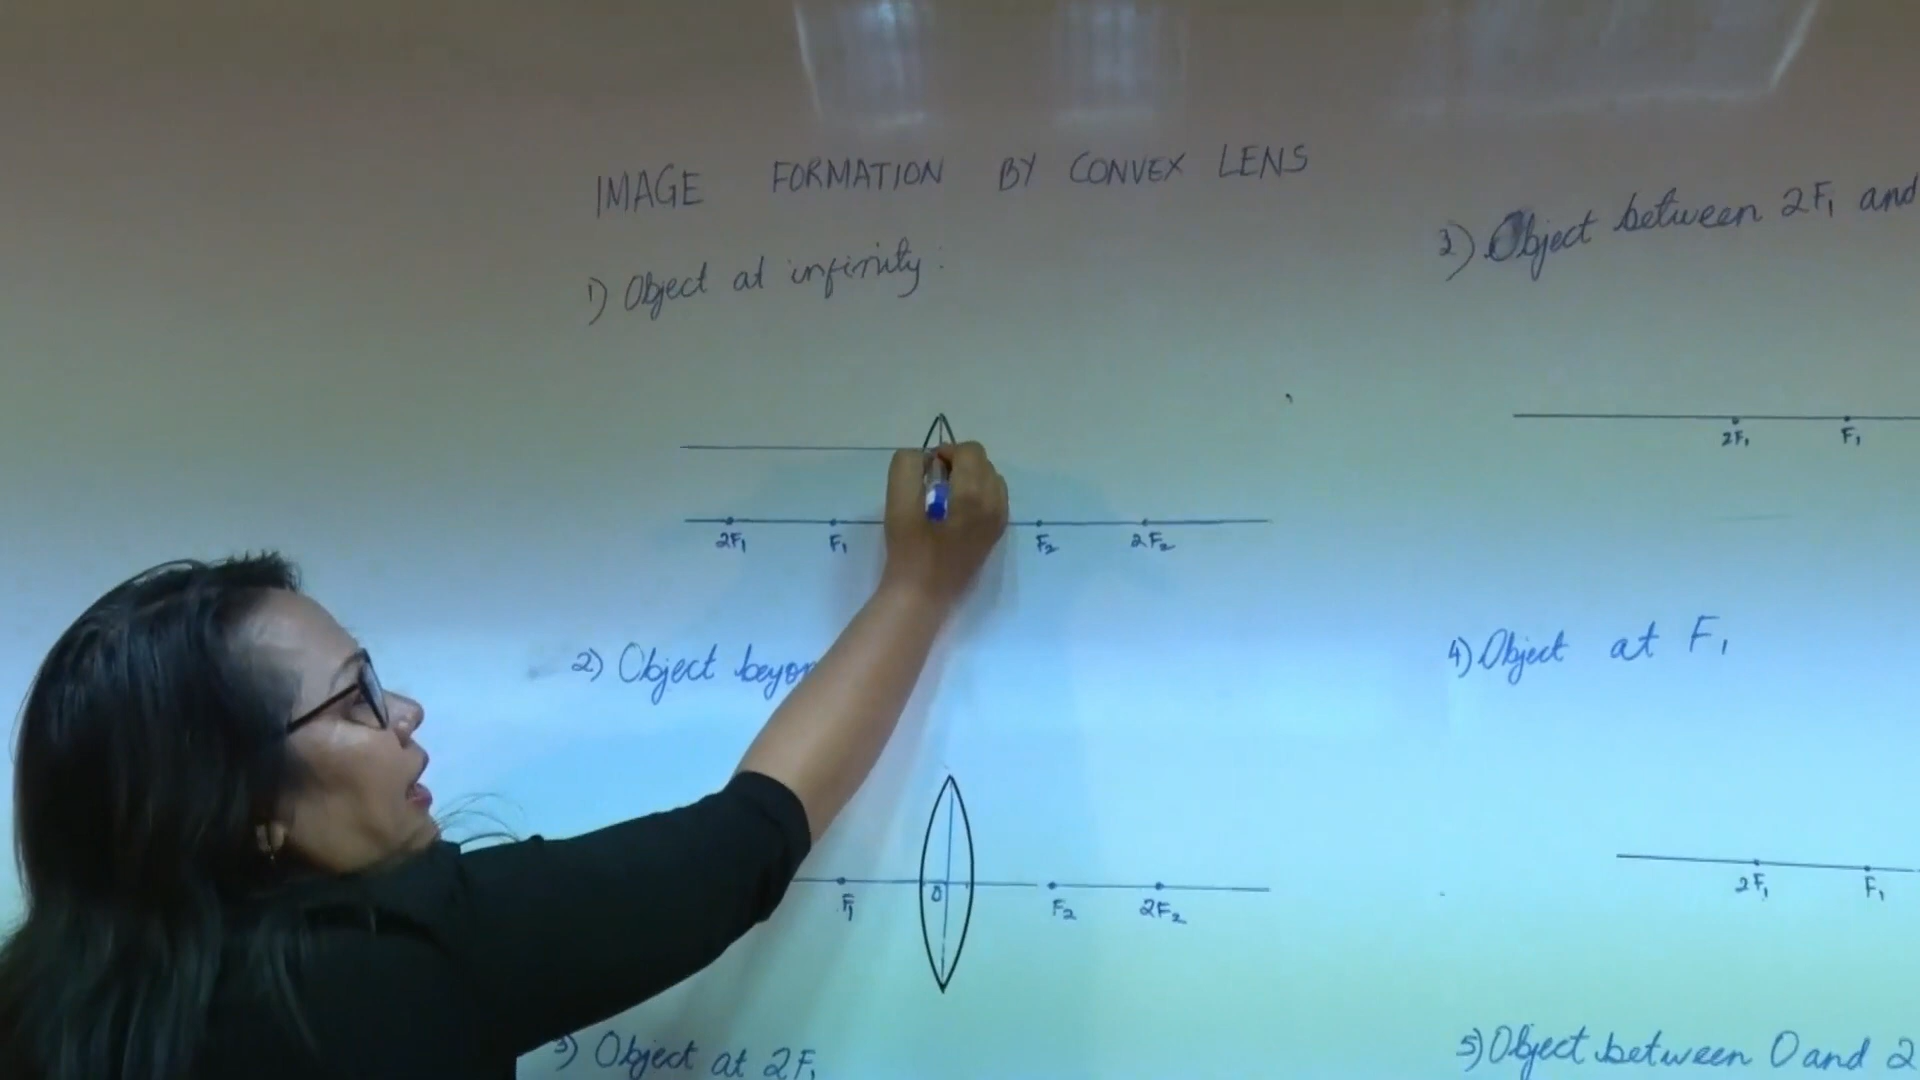 IMAGE FORMATION BY CONVEX LENS
1) Object at infinity:
2F₁ F₁ F₂ 2F₂
2) Object
F₁ O F₂ 2F₂
3) Object at 2F₁
Object between 2F₁ and
2F₁ F₁
4) Object at F₁
2F₁ F₁
5) Object between O and 2